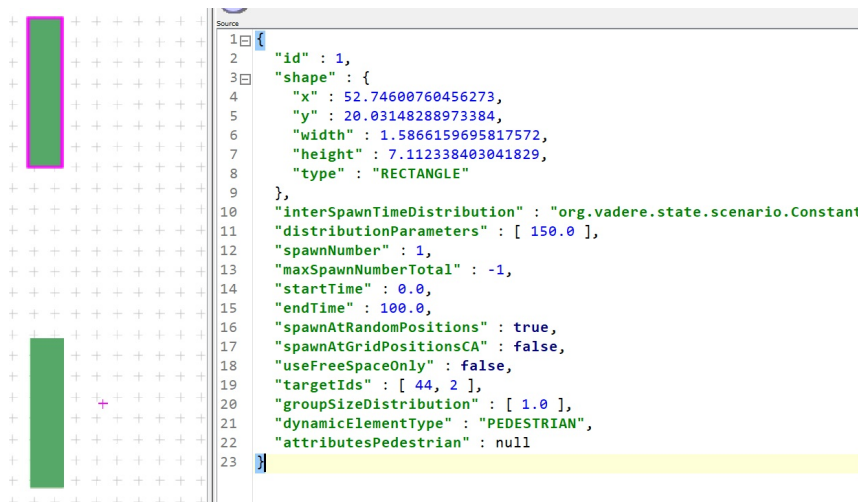 Source
1 {
2 "id" : 1,
3 "shape" : {
4 "x" : 52.74600760456273,
5 "y" : 20.03148288973384,
6 "width" : 1.5866159695817572,
7 "height" : 7.112338403041829,
8 "type" : "RECTANGLE"
9 },
10 "interSpawnTimeDistribution" : "org.vadere.state.scenario.Constant
11 "distributionParameters" : [ 150.0 ],
12 "spawnNumber" : 1,
13 "maxSpawnNumberTotal" : -1,
14 "startTime" : 0.0,
15 "endTime" : 100.0,
16 "spawnAtRandomPositions" : true,
17 "spawnAtGridPositionsCA" : false,
18 "useFreeSpaceOnly" : false,
19 "targetIds" : [ 44, 2 ],
20 "groupSizeDistribution" : [ 1.0 ],
21 "dynamicElementType" : "PEDESTRIAN",
22 "attributesPedestrian" : null
23 }